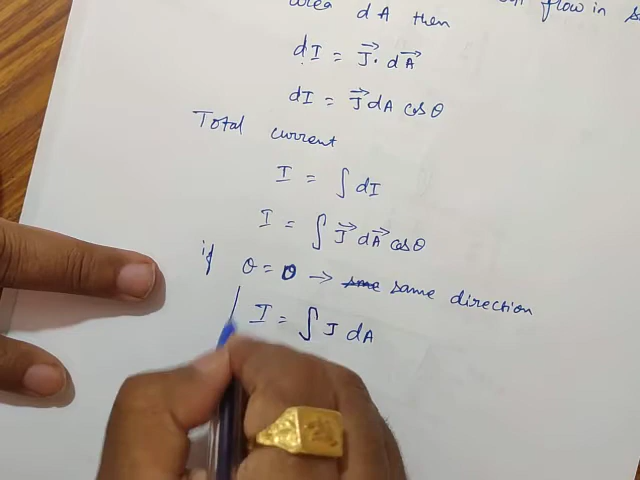 area dA then flow in
dI = J⃗ · dA⃗
dI = J⃗ dA cos θ
Total current
I = ∫ dI
I = ∫ J⃗ dA⃗ cos θ
if θ = 0 → same direction
I = ∫ J dA